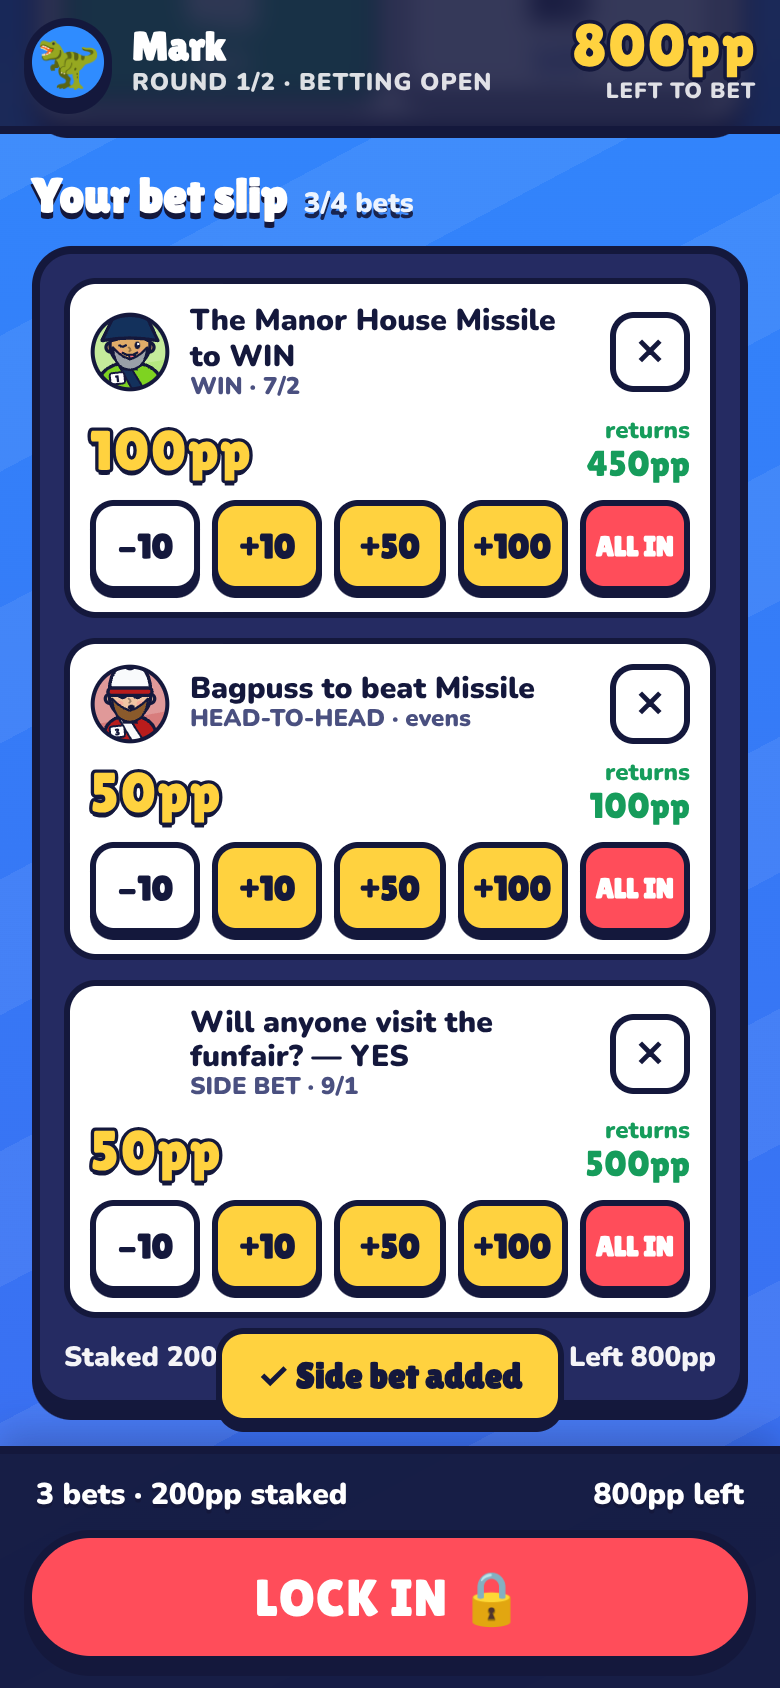 Mark
ROUND 1/2 · BETTING OPEN
800pp
LEFT TO BET
Your bet slip 3/4 bets
The Manor House Missile
to WIN
WIN · 7/2
✕
100pp
returns
450pp
–10 +10 +50 +100 ALL IN
1
Bagpuss to beat Missile
HEAD-TO-HEAD · evens
✕
50pp
returns
100pp
–10 +10 +50 +100 ALL IN
3
Will anyone visit the
funfair? — YES
SIDE BET · 9/1
✕
50pp
returns
500pp
–10 +10 +50 +100 ALL IN
Staked 200
✓ Side bet added
Left 800pp
3 bets · 200pp staked
800pp left
LOCK IN 🔒